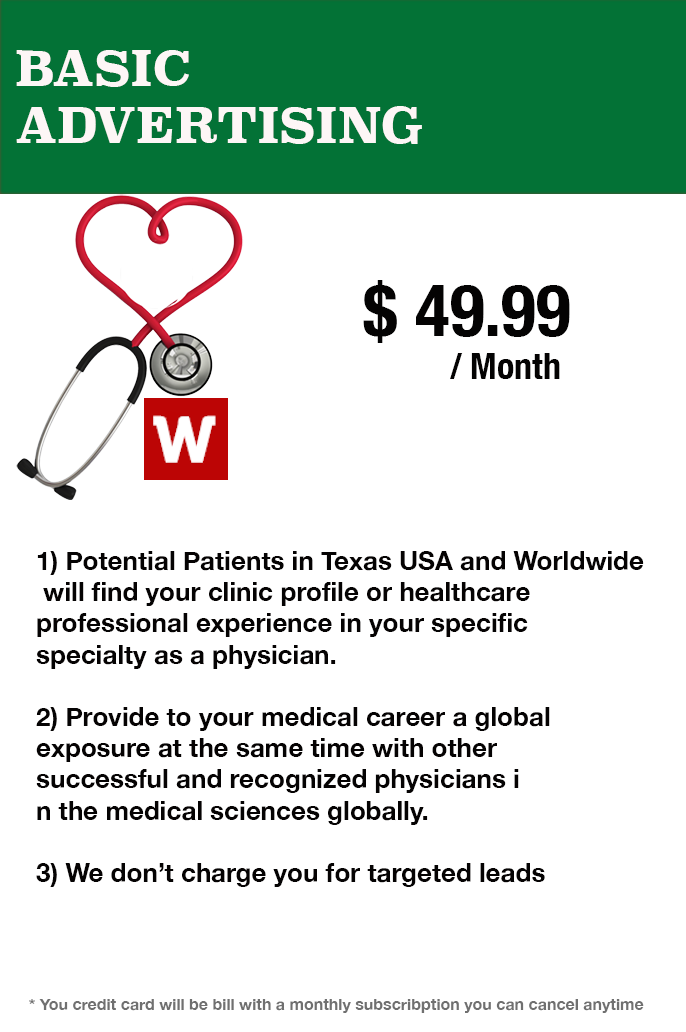 BASIC
ADVERTISING
$ 49.99
/ Month
W
1) Potential Patients in Texas USA and Worldwide
will find your clinic profile or healthcare
professional experience in your specific
specialty as a physician.
2) Provide to your medical career a global
exposure at the same time with other
successful and recognized physicians i
n the medical sciences globally.
3) We don’t charge you for targeted leads
* You credit card will be bill with a monthly subscribption you can cancel anytime